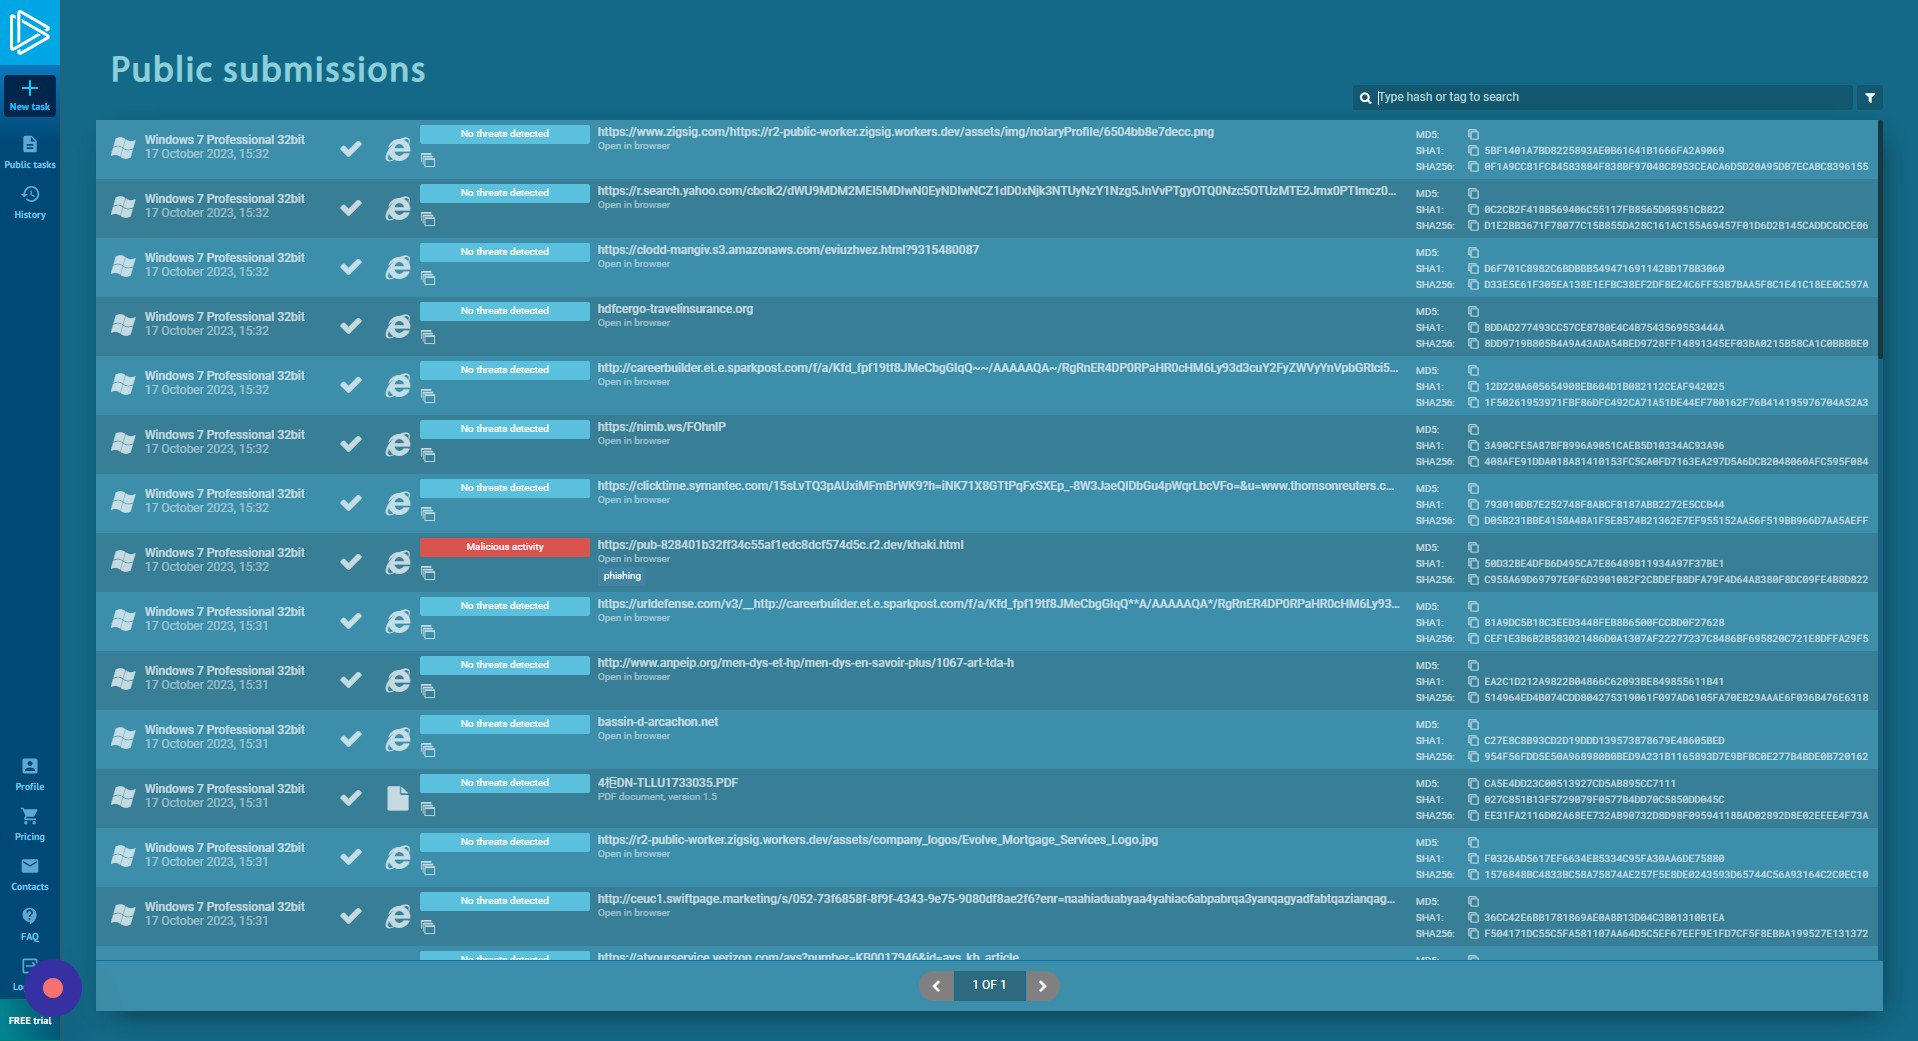 Public submissions
Type hash or tag to search
New task
Public tasks
History
Profile
Pricing
Contacts
FAQ
Lo
FREE trial
Windows 7 Professional 32bit
17 October 2023, 15:32
No threats detected
https://www.zigsig.com/https://r2-public-worker.zigsig.workers.dev/assets/img/notaryProfile/6504bb8e7decc.png
Open in browser
MD5:
SHA1: 5BF1401A7BD8225893AE0B61641B1666FA2A9069
SHA256: 0F1A9CC81FC84583884F838BF97048C8953CEACA6D5D20A95DB7ECABC8396155
Windows 7 Professional 32bit
17 October 2023, 15:32
No threats detected
https://r.search.yahoo.com/cbclk2/dWU9MDM2MEI5MDIwN0EyNDIwNCZ1dD0xNjk3NTUyNzY1Nzg5JnVvPTgyOTQ0Nzc5OTUzMTE2Jmx0PTImcz0...
Open in browser
MD5:
SHA1: 0C2CB2F418B569406C55117FB8565D05951CB822
SHA256: D1E2BB3671F78077C15B855DA28C161AC155A69457F01D6D2B145CADDC6DCE06
Windows 7 Professional 32bit
17 October 2023, 15:32
No threats detected
https://clodd-mangiv.s3.amazonaws.com/eviuzhvez.html?9315480087
Open in browser
MD5:
SHA1: D6F701C8982C6BDBBB549471691142BD178B3060
SHA256: D33E5E61F305EA138E1EFBC38EF2DF8E24C6FF53B7BAA5F8C1E41C18EE0C597A
Windows 7 Professional 32bit
17 October 2023, 15:32
No threats detected
hdfcergo-travelinsurance.org
Open in browser
MD5:
SHA1: BDDAD277493CC57CE8780E4C4B7543569553444A
SHA256: 8DD9719B805B4A9A43ADA54BED9728FF14891345EF03BA0215B58CA1C0BBBBE0
Windows 7 Professional 32bit
17 October 2023, 15:32
No threats detected
http://careerbuilder.et.e.sparkpost.com/f/a/Kfd_fpf19tf8JMeCbgGIqQ~~/AAAAAQA~/RgRnER4DP0RPaHR0cHM6Ly93d3cuY2FyZWVyYnVpbGRlci5...
Open in browser
MD5:
SHA1: 12D220A605654908EB604D1B082112CEAF942025
SHA256: 1F50261953971FBF86DFC492CA71A51DE44EF780162F76B414195976704A52A3
Windows 7 Professional 32bit
17 October 2023, 15:32
No threats detected
https://nimb.ws/FOhnIP
Open in browser
MD5:
SHA1: 3A90CFE5A87BFB996A9051CAEB5D10334AC93A96
SHA256: 408AFE91DDA018A81410153FC5CA0FD7163EA297D5A6DCB2048060AFC595F084
Windows 7 Professional 32bit
17 October 2023, 15:32
No threats detected
https://clicktime.symantec.com/15sLvTQ3pAUxiMFmBrWK9?h=iNK71X8GTtPqFxSXEp_-8W3JaeQIDbGu4pWqrLbcVFo=&u=www.thomsonreuters.c...
Open in browser
MD5:
SHA1: 793010DB7E252748F8ABCF8187ABB2272E5CCB44
SHA256: D05B231BBE4158A48A1F5E8574B21362E7EF955152AA56F519BB966D7AA5AEFF
Windows 7 Professional 32bit
17 October 2023, 15:32
Malicious activity
https://pub-828401b32ff34c55af1edc8dcf574d5c.r2.dev/khaki.html
Open in browser
phishing
MD5:
SHA1: 50D32BE4DFB6D495CA7E86489B11934A97F37BE1
SHA256: C958A69D69797E0F6D3901082F2CBDEFB8DFA79F4D64A8380F8DC09FE4B8D822
Windows 7 Professional 32bit
17 October 2023, 15:31
No threats detected
https://urldefense.com/v3/__http://careerbuilder.et.e.sparkpost.com/f/a/Kfd_fpf19tf8JMeCbgGIqQ**A/AAAAAQA*/RgRnER4DP0RPaHR0cHM6Ly93...
Open in browser
MD5:
SHA1: 81A9DC5B18C3EED3448FEB8B6500FCCBD0F27628
SHA256: CEF1E3B6B2B583021486D0A1307AF22277237C8486BF695820C721E8DFFA29F5
Windows 7 Professional 32bit
17 October 2023, 15:31
No threats detected
http://www.anpeip.org/men-dys-et-hp/men-dys-en-savoir-plus/1067-art-tda-h
Open in browser
MD5:
SHA1: EA2C1D212A9822B04866C62093BE849855611B41
SHA256: 514964ED4B074CDD804275319061F097AD6105FA70EB29AAAE6F036B476E6318
Windows 7 Professional 32bit
17 October 2023, 15:31
No threats detected
bassin-d-arcachon.net
Open in browser
MD5:
SHA1: C27E8C8B93CD2D19DDD139573878679E48605BED
SHA256: 954F56FDD5E50A968980B0BED9A231B1165893D7E9BFBC0E277B4BDE0B720162
Windows 7 Professional 32bit
17 October 2023, 15:31
No threats detected
4拒DN-TLLU1733035.PDF
PDF document, version 1.5
MD5: CA5E4DD23C00513927CD5AB895CC7111
SHA1: 027C851B13F5729079F0577B4DD70C5850DD045C
SHA256: EE31FA2116D02A68EE732AB90732D8D98F09594118BAD02892D8E02EEEE4F73A
Windows 7 Professional 32bit
17 October 2023, 15:31
No threats detected
https://r2-public-worker.zigsig.workers.dev/assets/company_logos/Evolve_Mortgage_Services_Logo.jpg
Open in browser
MD5:
SHA1: F0326AD5617EF6634EB5334C95FA30AA6DE75880
SHA256: 1576848BC4833BC58A75874AE257F5E8DE0243593D65744C56A93164C2C0EC10
Windows 7 Professional 32bit
17 October 2023, 15:31
No threats detected
http://ceuc1.swiftpage.marketing/s/052-73f6858f-8f9f-4343-9e75-9080df8ae2f6?enr=naahiaduabyaa4yahiac6abpabrqa3yanqagyadfabtqazianqag...
Open in browser
MD5:
SHA1: 36CC42E6BB1781869AE0A8B13D04C3B01310B1EA
SHA256: F504171DC55C5FA581107AA64D5C5EF67EEF9E1FD7CF5F8EBBA199527E131372
No threats detected
https://atyourservice.verizon.com/ays?number=KB0017946&id=ays_kb_article
MD5:
1 OF 1